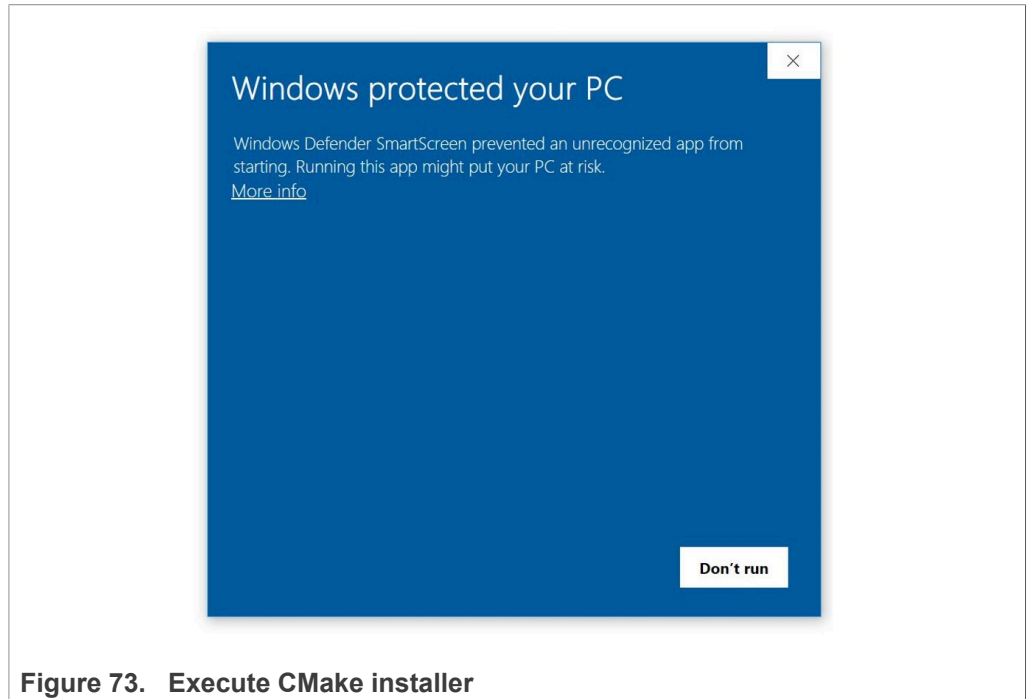 Windows protected your PC
Windows Defender SmartScreen prevented an unrecognized app from
starting. Running this app might put your PC at risk.
More info
Don't run
Figure 73. Execute CMake installer